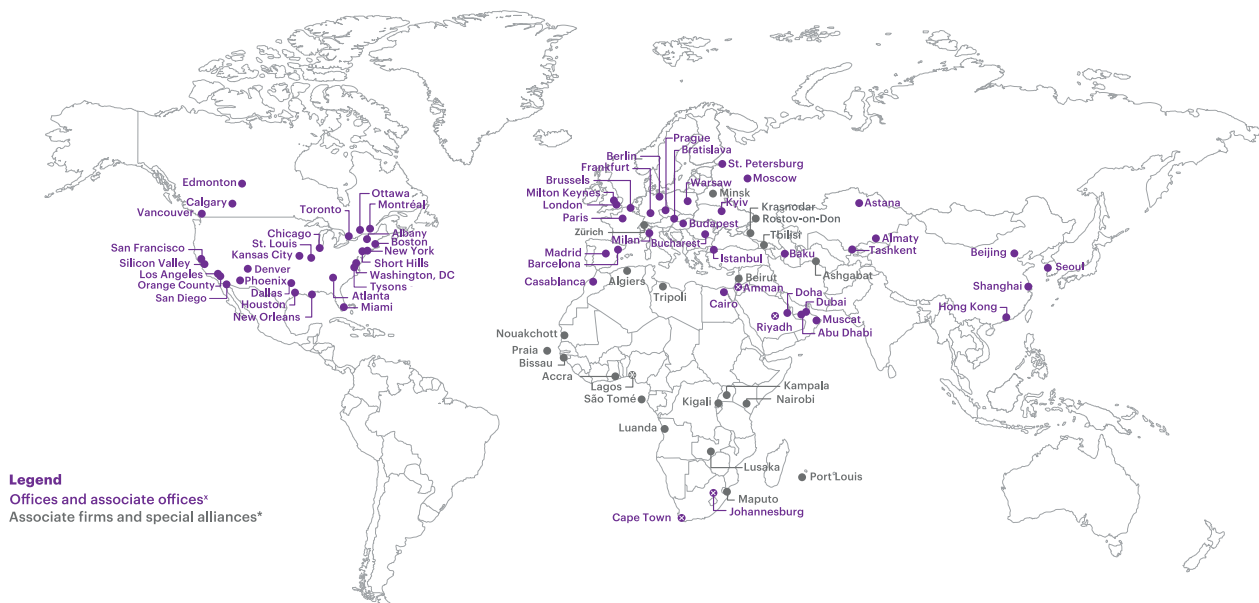 Edmonton
Calgary
Vancouver
Ottawa
Montréal
Toronto
Albany
Boston
New York
Short Hills
Washington, DC
Tysons
Chicago
St. Louis
Kansas City
San Francisco
Silicon Valley
Los Angeles
Orange County
San Diego
Denver
Phoenix
Dallas
Houston
New Orleans
Atlanta
Miami
Prague
Bratislava
Berlin
Frankfurt
Brussels
Milton Keynes
London
Paris
Zürich
Milan
Madrid
Barcelona
Casablanca
St. Petersburg
Moscow
Warsaw
Minsk
Kyiv
Krasnodar
Rostov-on-Don
Tbilisi
Budapest
Bucharest
Istanbul
Baku
Astana
Almaty
Tashkent
Ashgabat
Beijing
Seoul
Shanghai
Hong Kong
Algiers
Tripoli
Beirut
Amman
Cairo
Doha
Dubai
Muscat
Abu Dhabi
Riyadh
Nouakchott
Praia
Bissau
Accra
Lagos
São Tomé
Luanda
Kampala
Kigali
Nairobi
Lusaka
Port Louis
Maputo
Johannesburg
Cape Town
Legend
Offices and associate officesˣ
Associate firms and special alliances*